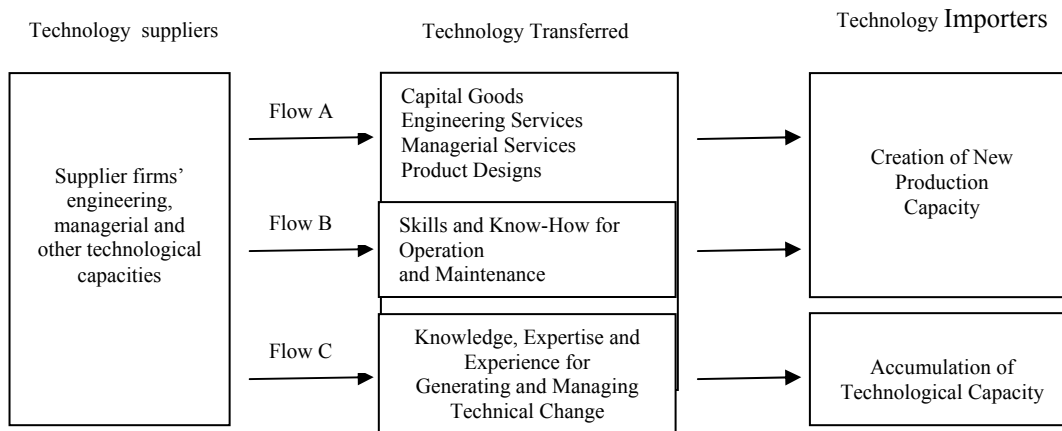 Technology suppliers
Technology Transferred
Technology Importers
Supplier firms’
engineering,
managerial and
other technological
capacities
Flow A
Capital Goods
Engineering Services
Managerial Services
Product Designs
Flow B
Skills and Know-How for
Operation
and Maintenance
Creation of New
Production
Capacity
Flow C
Knowledge, Expertise and
Experience for
Generating and Managing
Technical Change
Accumulation of
Technological Capacity